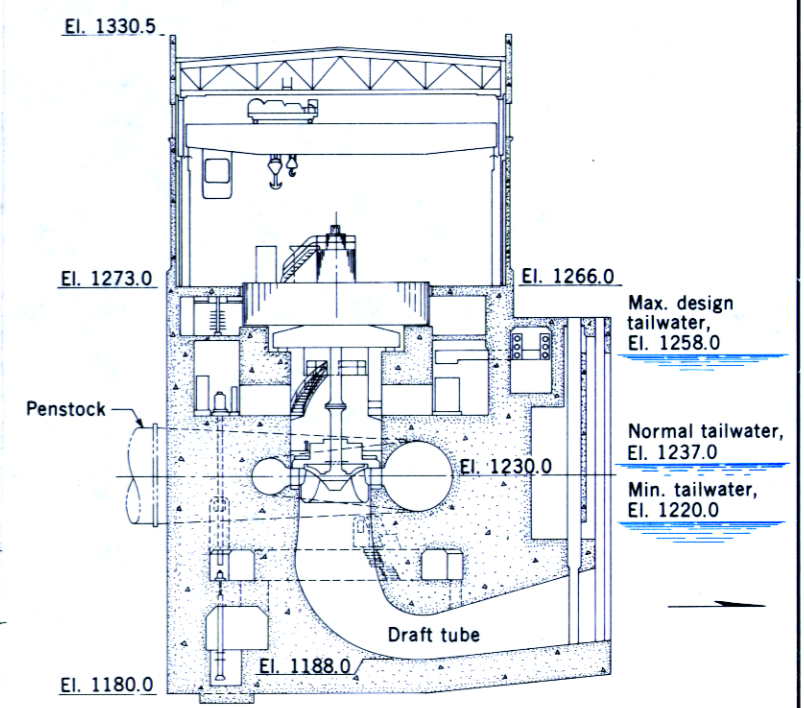 El. 1330.5
El. 1273.0
El. 1266.0
Max. design
tailwater,
El. 1258.0
Penstock
Normal tailwater,
El. 1237.0
El. 1230.0
Min. tailwater,
El. 1220.0
Draft tube
El. 1188.0
El. 1180.0